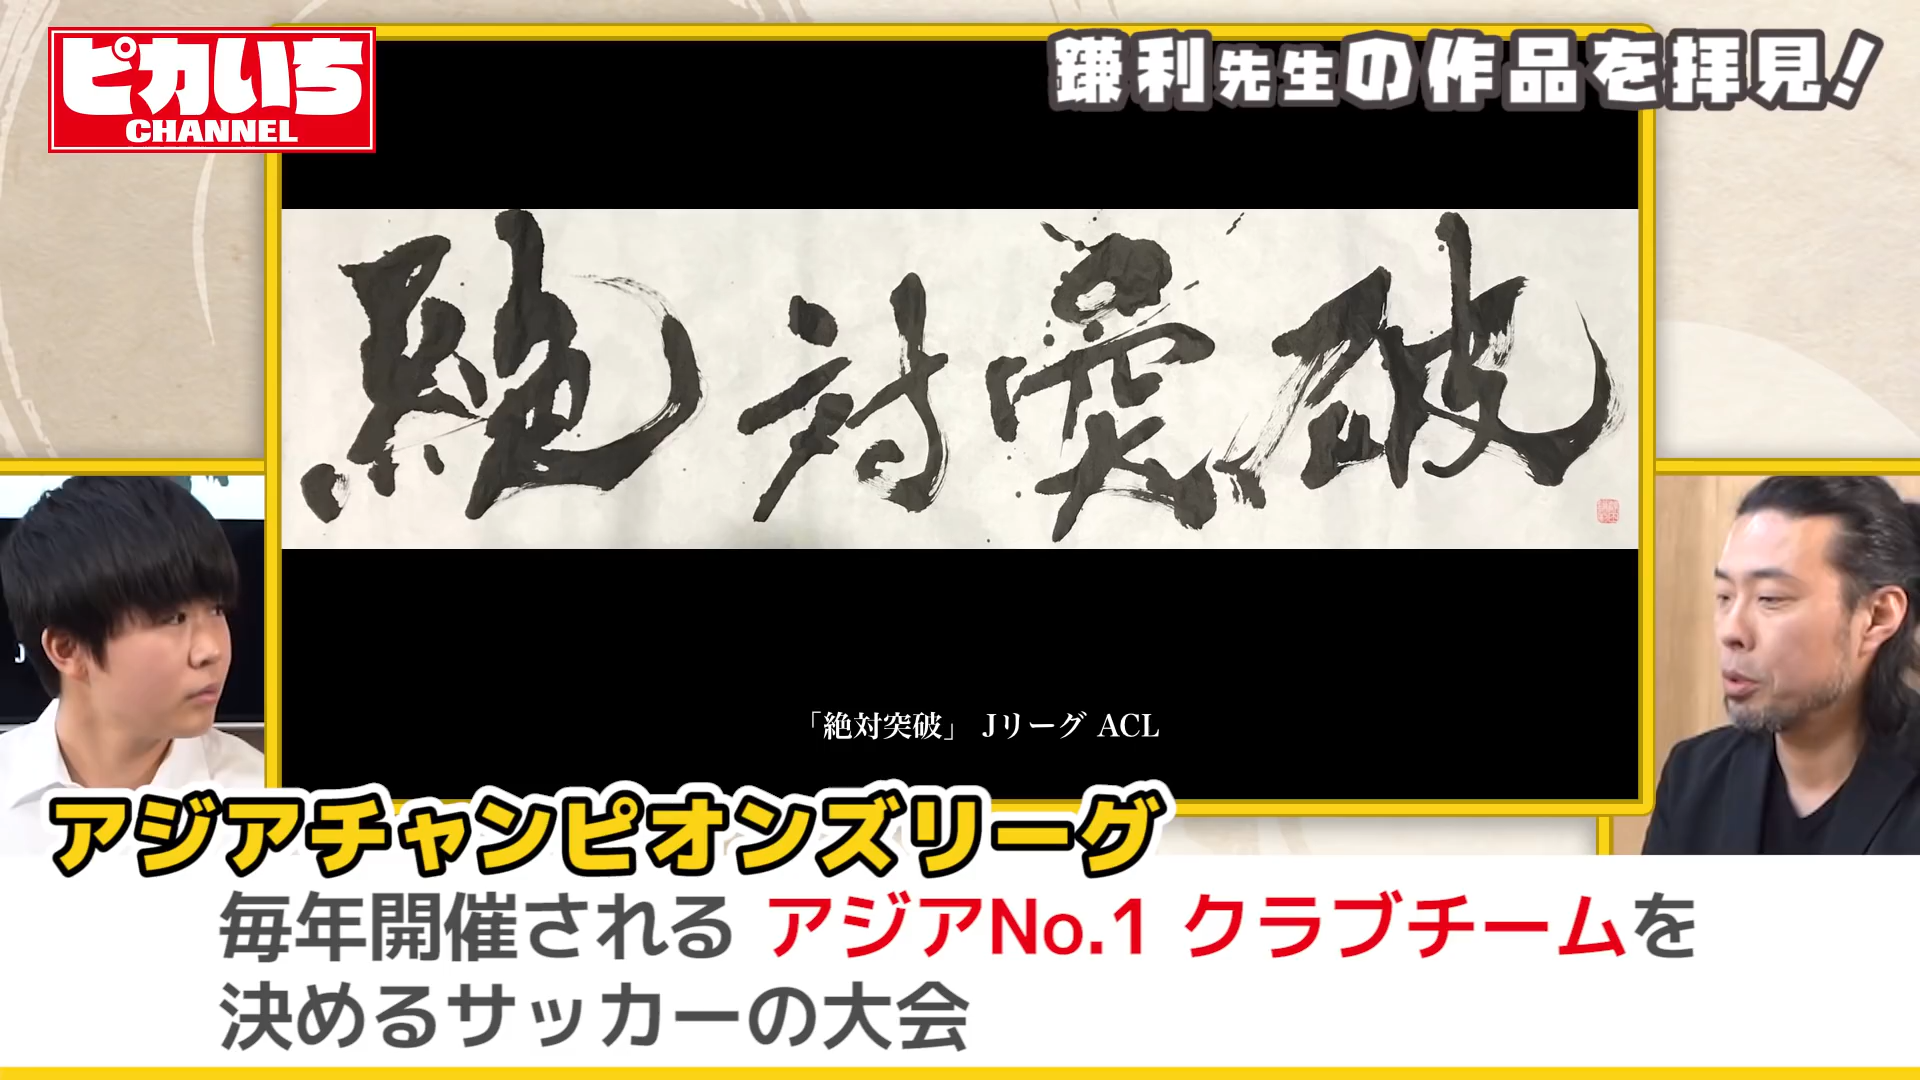 ピカいち
CHANNEL
鎌利先生の作品を拝見!
絶対突破
「絶対突破」 Jリーグ ACL
アジアチャンピオンズリーグ
毎年開催される アジアNo.1 クラブチームを
決めるサッカーの大会